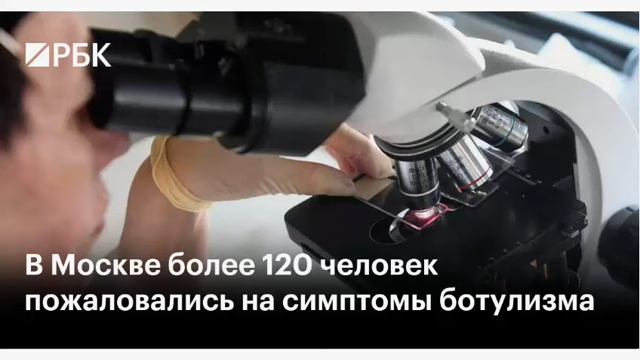 РБК
В Москве более 120 человек
пожаловались на симптомы ботулизма